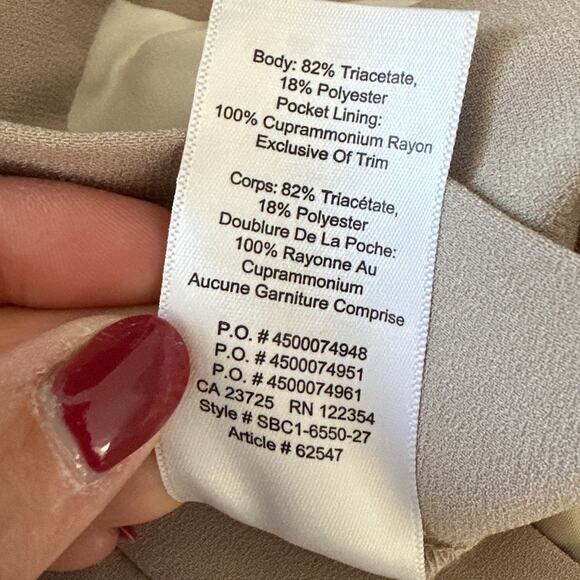 Body: 82% Triacetate,
18% Polyester
Pocket Lining:
100% Cuprammonium Rayon
Exclusive Of Trim
Corps: 82% Triacétate,
18% Polyester
Doublure De La Poche:
100% Rayonne Au
Cuprammonium
Aucune Garniture Comprise
P.O. # 4500074948
P.O. # 4500074951
P.O. # 4500074961
CA 23725 RN 122354
Style # SBC1-6550-27
Article # 62547